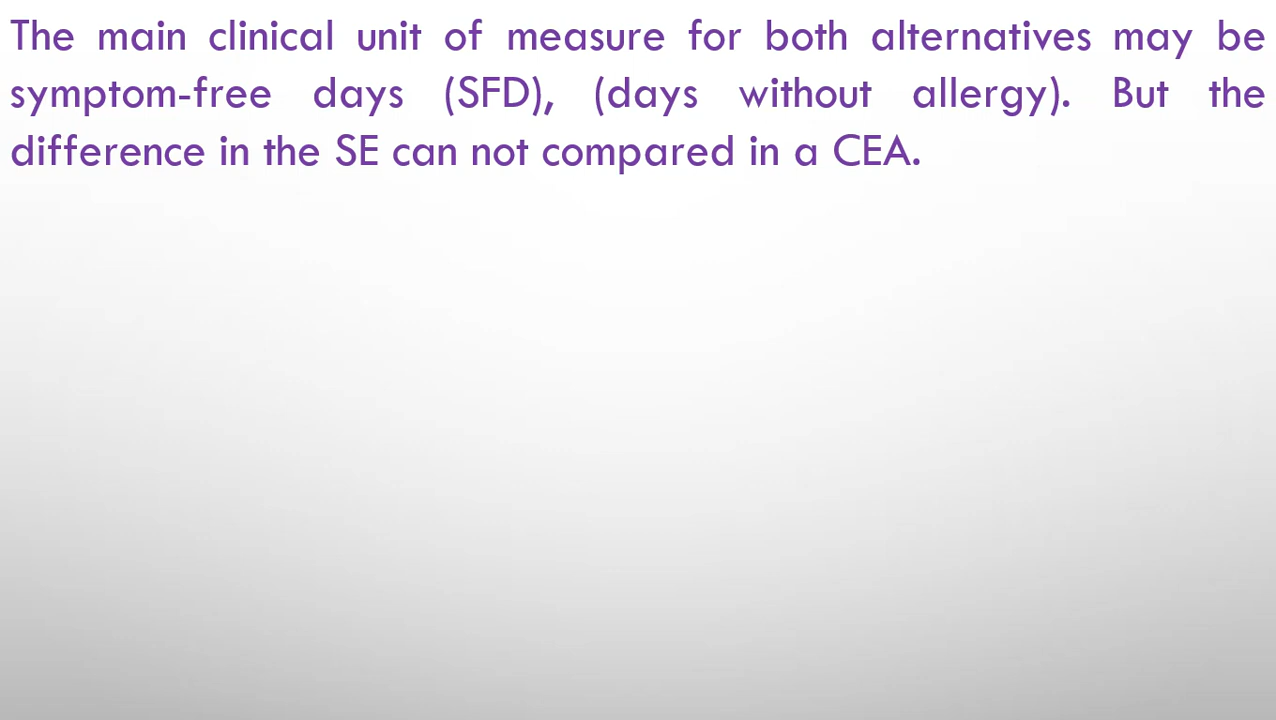 The main clinical unit of measure for both alternatives may be
symptom-free days (SFD), (days without allergy). But the
difference in the SE can not compared in a CEA.